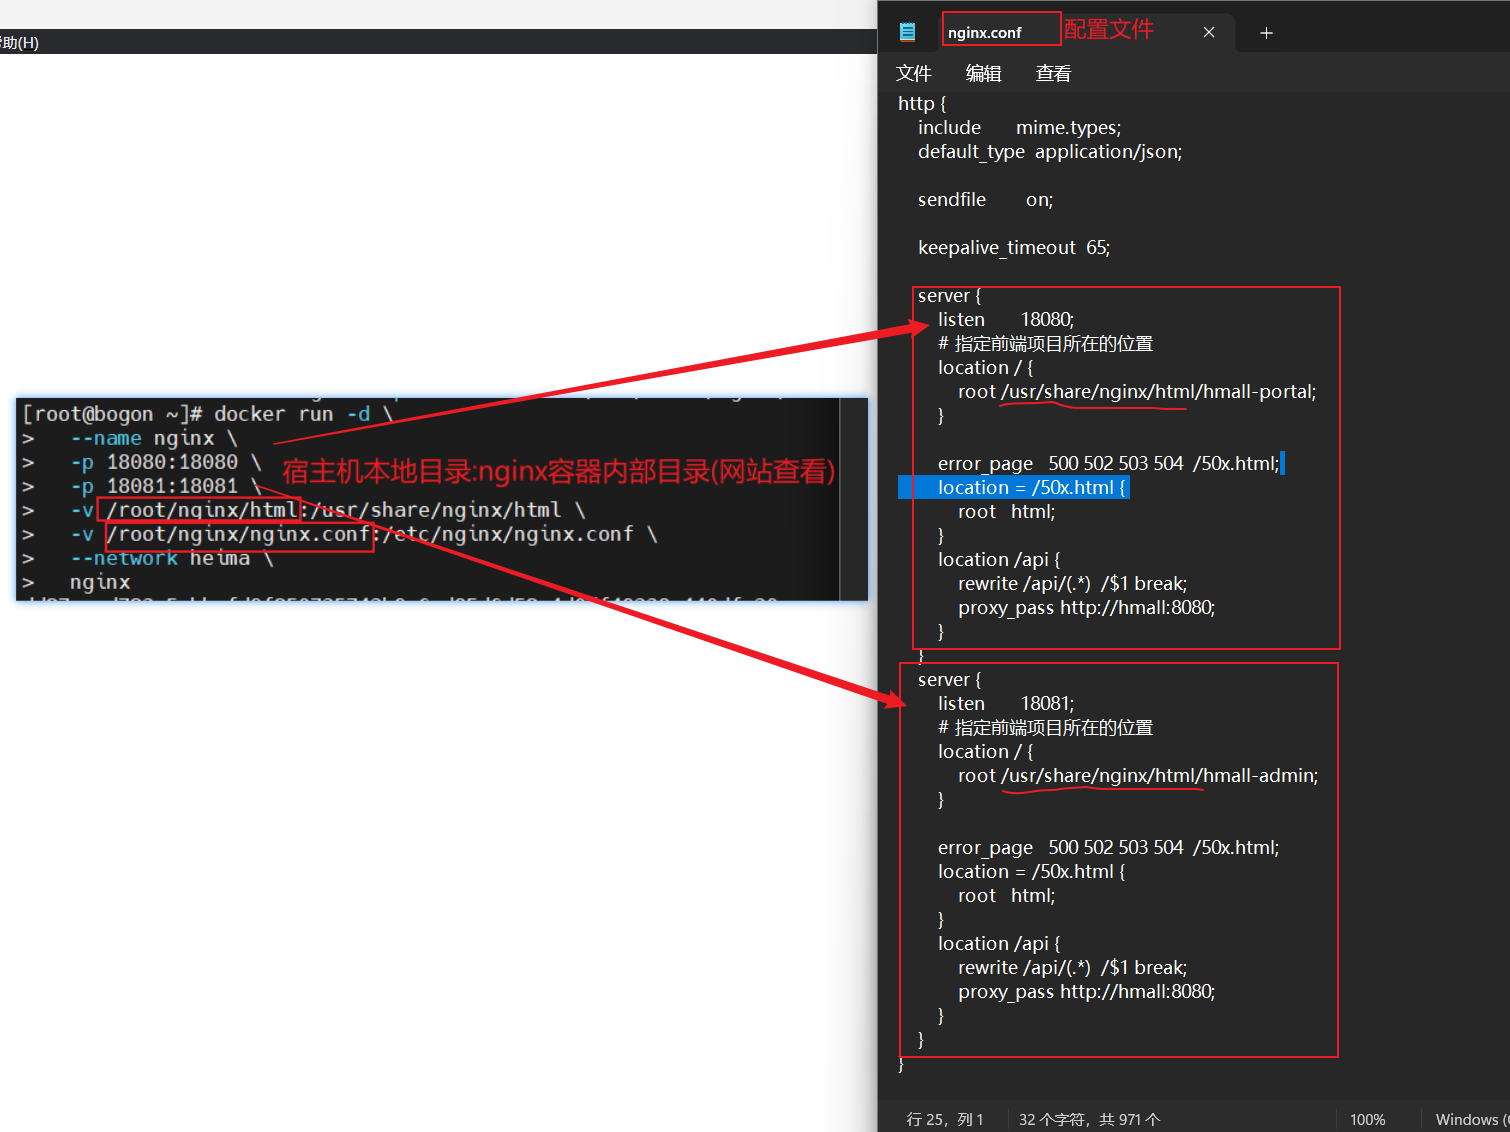 助(H)
[root@bogon ~]# docker run -d \
> --name nginx \
> -p 18080:18080 \
> -p 18081:18081 \
> -v /root/nginx/html:/usr/share/nginx/html \
> -v /root/nginx/nginx.conf:/etc/nginx/nginx.conf \
> --network heima \
> nginx
宿主机本地目录:nginx容器内部目录(网站查看)
nginx.conf
配置文件
文件 编辑 查看
http {
include mime.types;
default_type application/json;
sendfile on;
keepalive_timeout 65;
server {
listen 18080;
# 指定前端项目所在的位置
location / {
root /usr/share/nginx/html/hmall-portal;
}
error_page 500 502 503 504 /50x.html;
location = /50x.html {
root html;
}
location /api {
rewrite /api/(.*) /$1 break;
proxy_pass http://hmall:8080;
}
}
server {
listen 18081;
# 指定前端项目所在的位置
location / {
root /usr/share/nginx/html/hmall-admin;
}
error_page 500 502 503 504 /50x.html;
location = /50x.html {
root html;
}
location /api {
rewrite /api/(.*) /$1 break;
proxy_pass http://hmall:8080;
}
}
}
行 25，列 1 32 个字符，共 971 个 100% Windows (